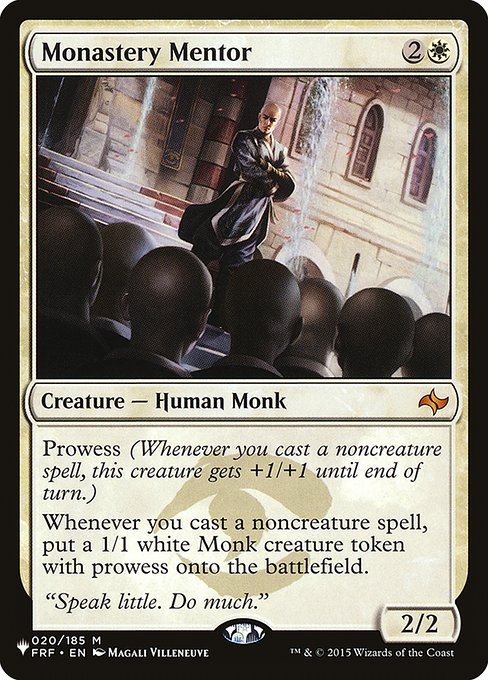 Monastery Mentor 2
Creature — Human Monk
Prowess (Whenever you cast a noncreature
spell, this creature gets +1/+1 until end of
turn.)
Whenever you cast a noncreature spell,
put a 1/1 white Monk creature token
with prowess onto the battlefield.
“Speak little. Do much.”
2/2
020/185 M
FRF • EN Magali Villeneuve
™ & © 2015 Wizards of the Coast